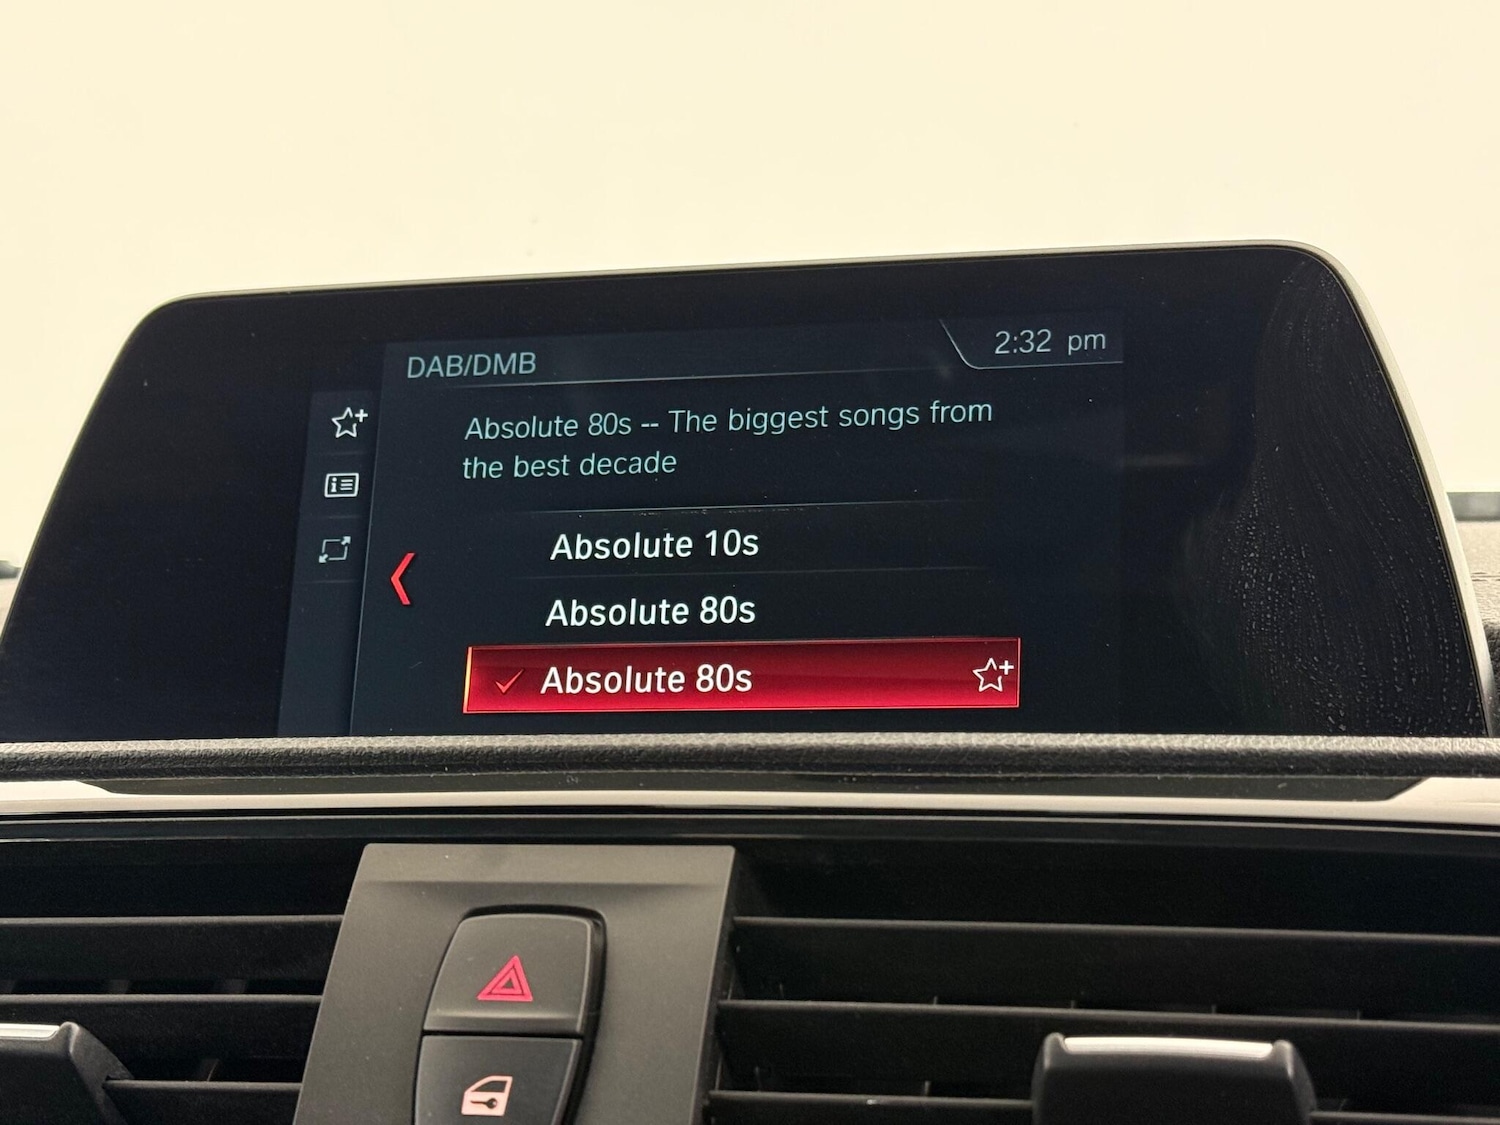 DAB/DMB
2:32 pm
Absolute 80s -- The biggest songs from
the best decade
Absolute 10s
Absolute 80s
Absolute 80s